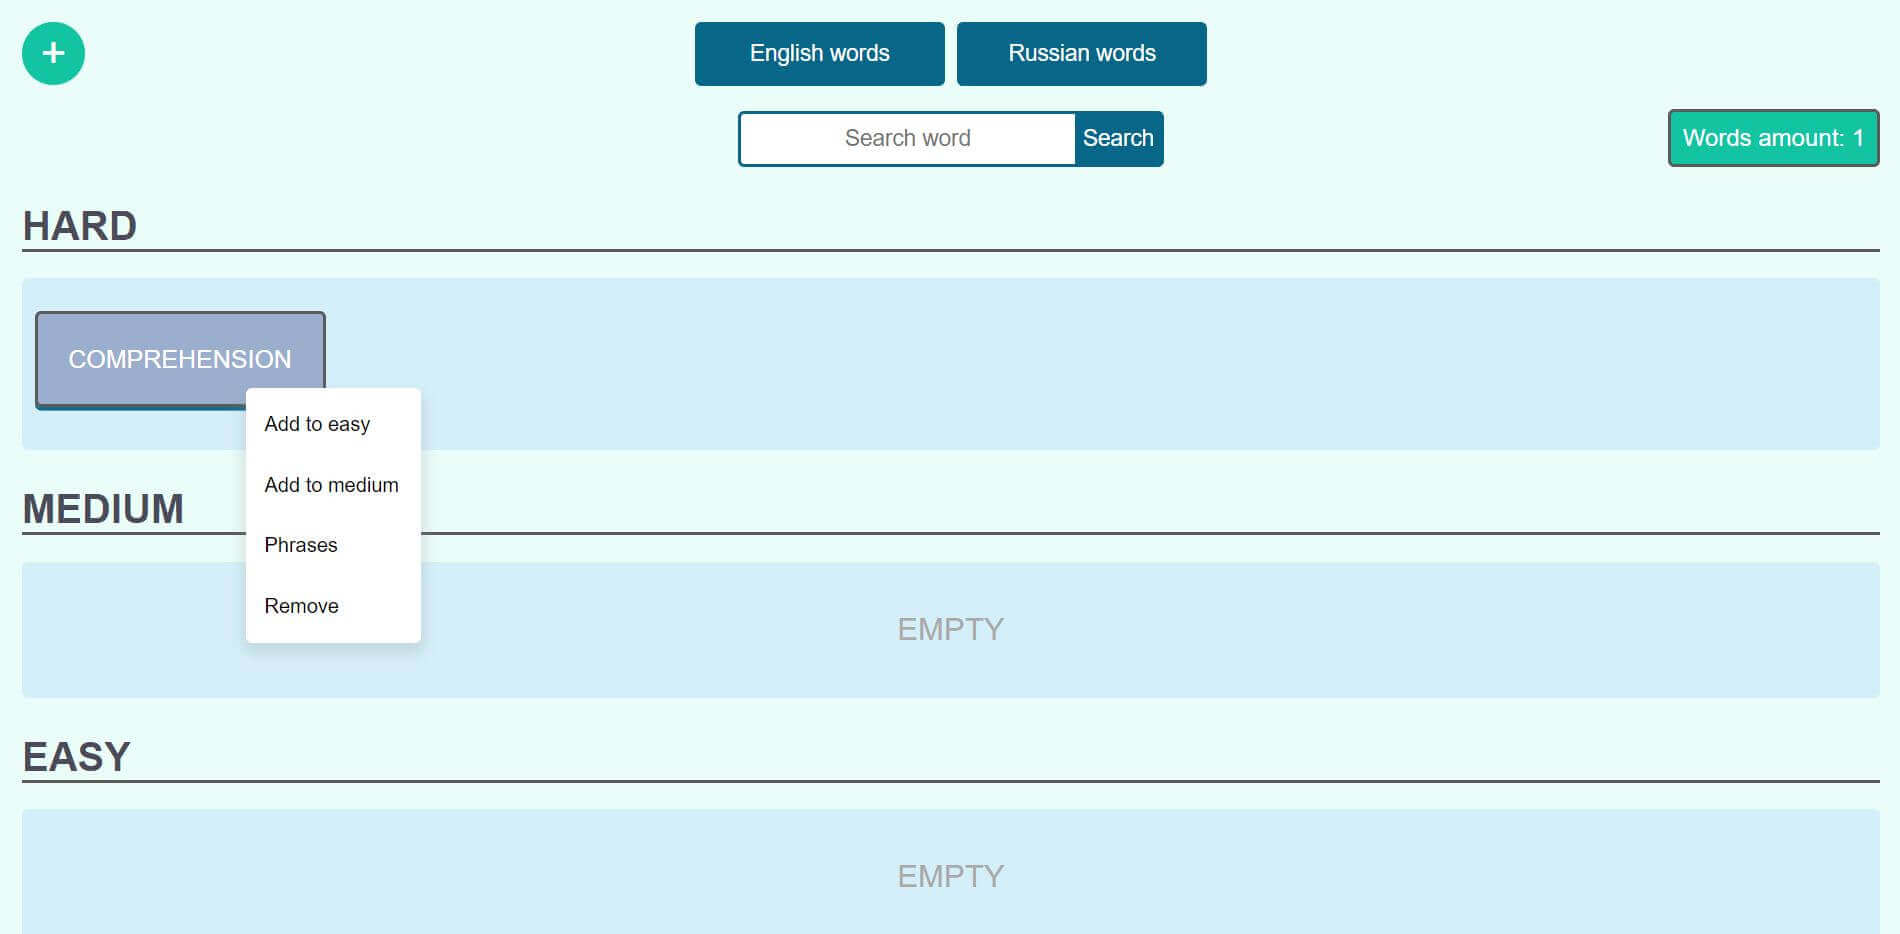 +
English words
Russian words
Search word
Search
Words amount: 1
HARD
COMPREHENSION
Add to easy
Add to medium
Phrases
Remove
MEDIUM
EMPTY
EASY
EMPTY